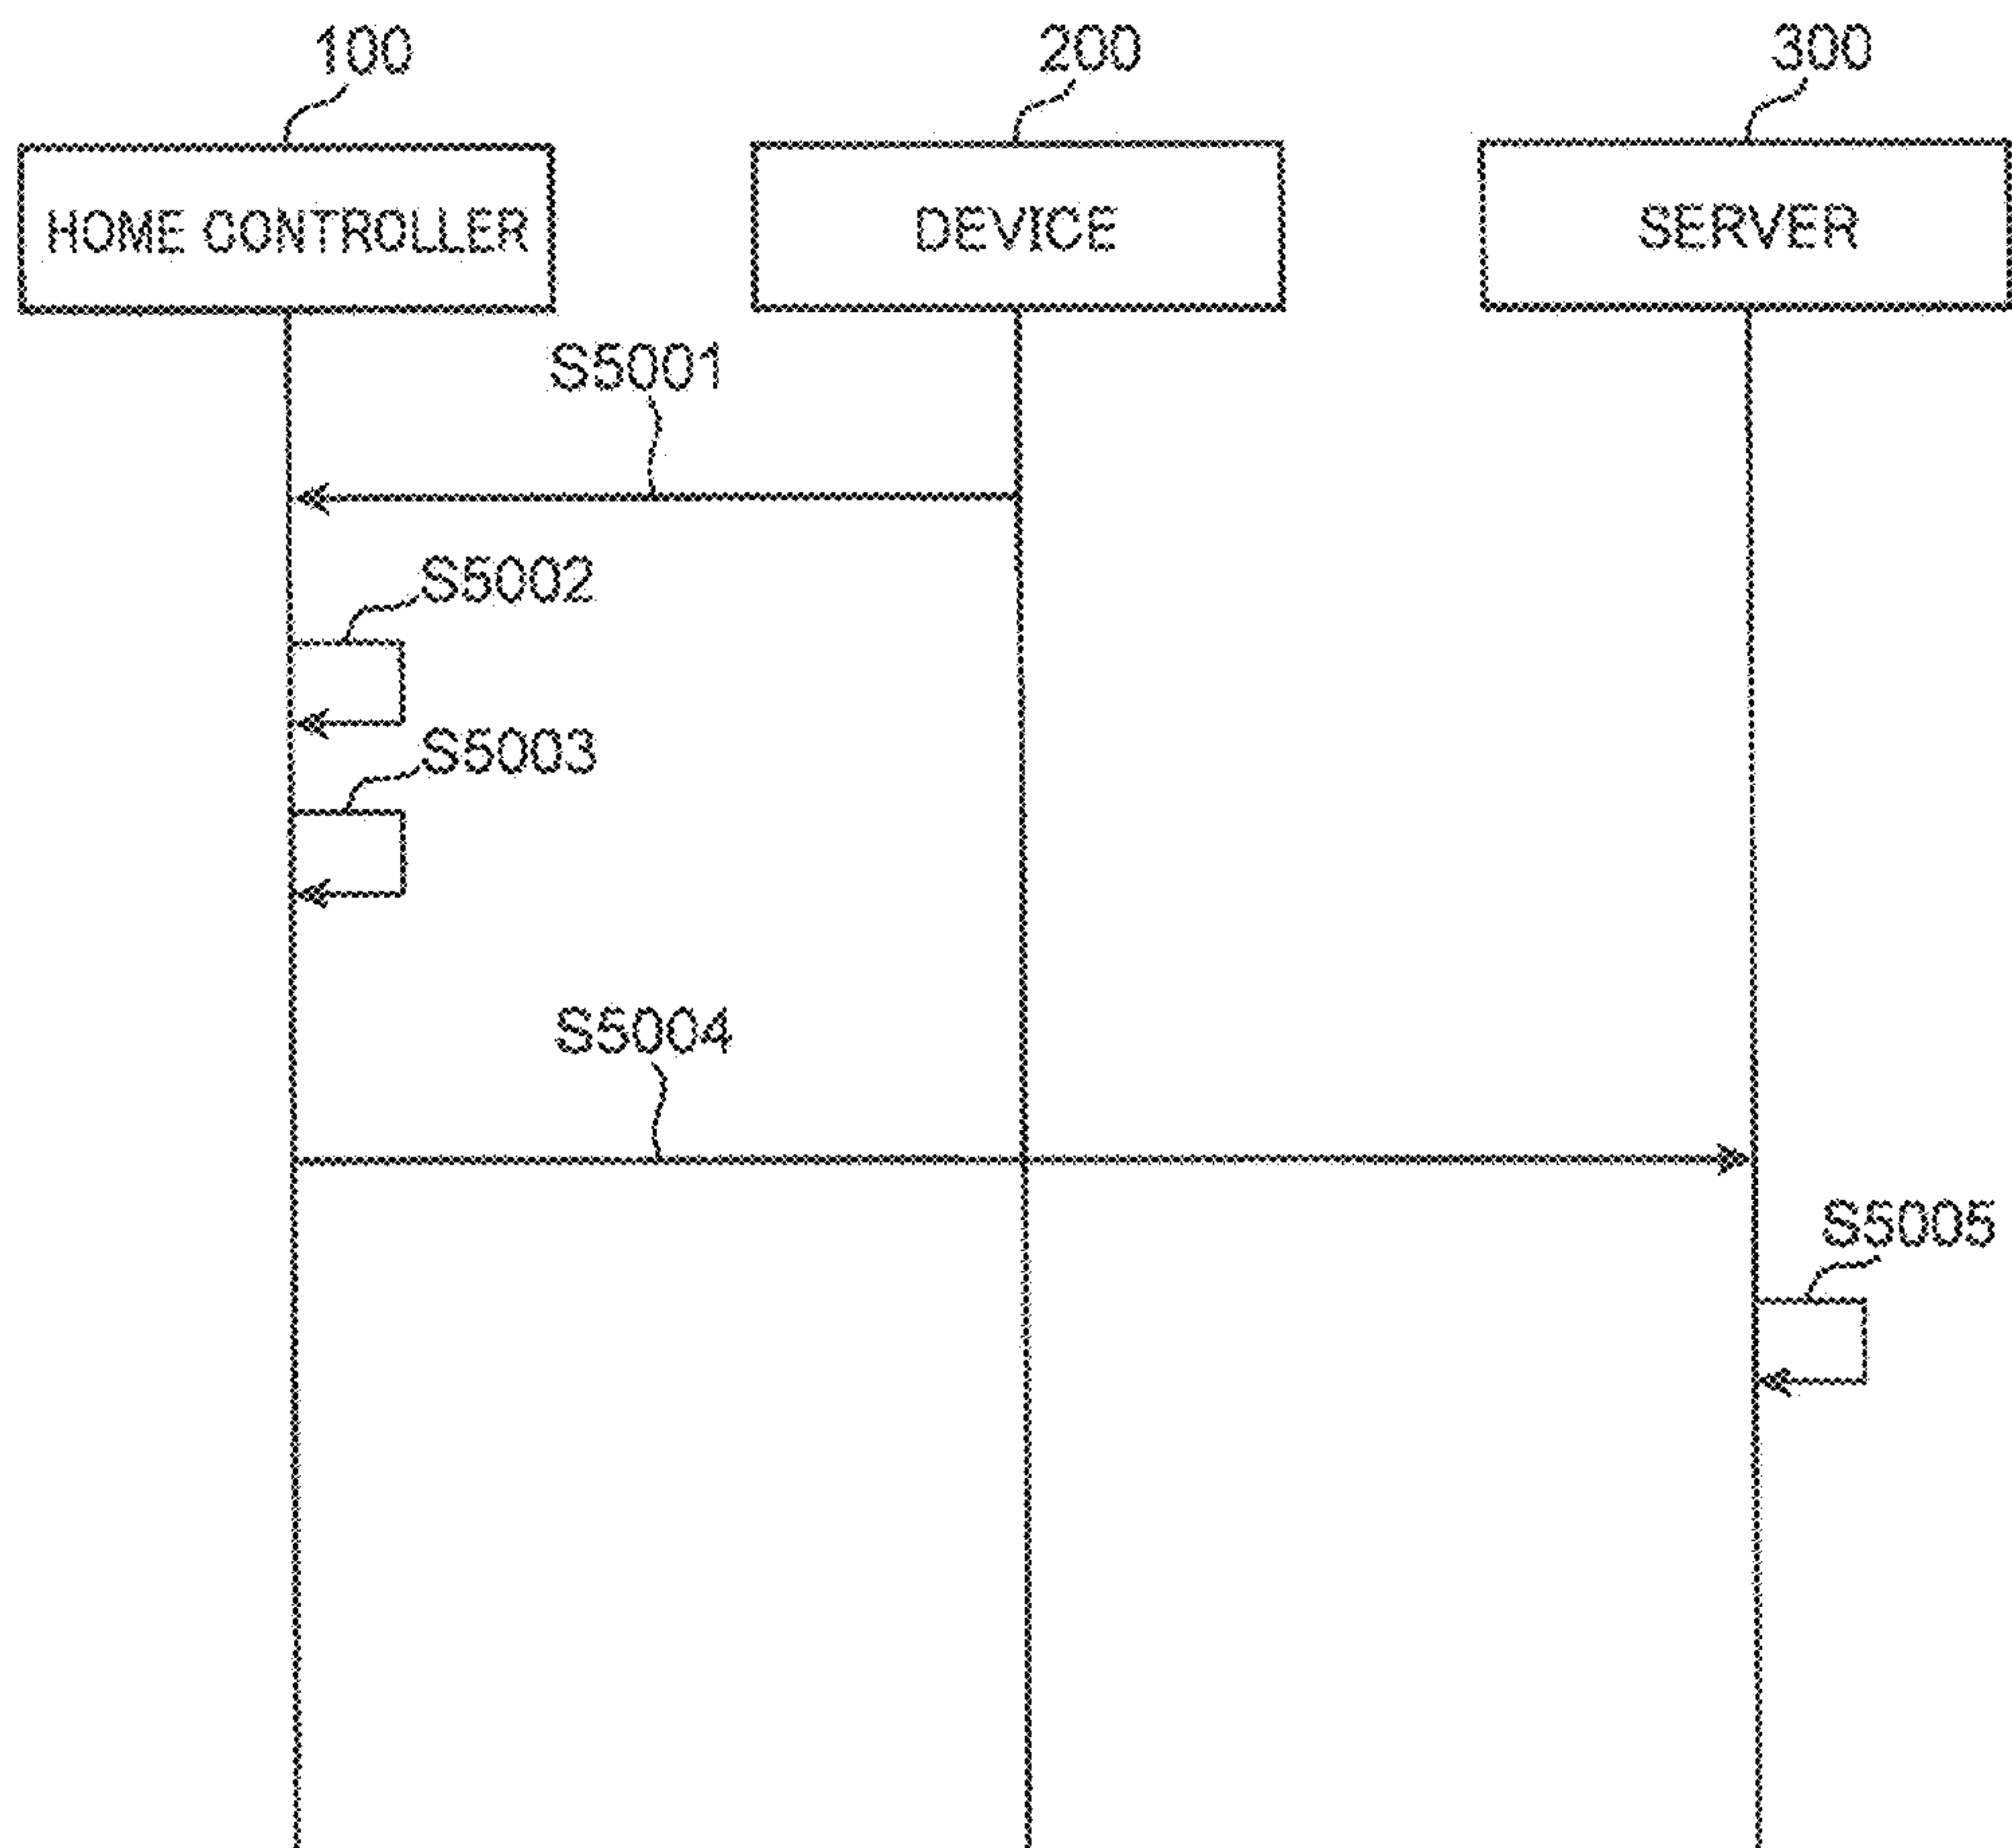 100
200
300
HOME CONTROLLER
DEVICE
SERVER
S5001
S5002
S5003
S5004
S5005